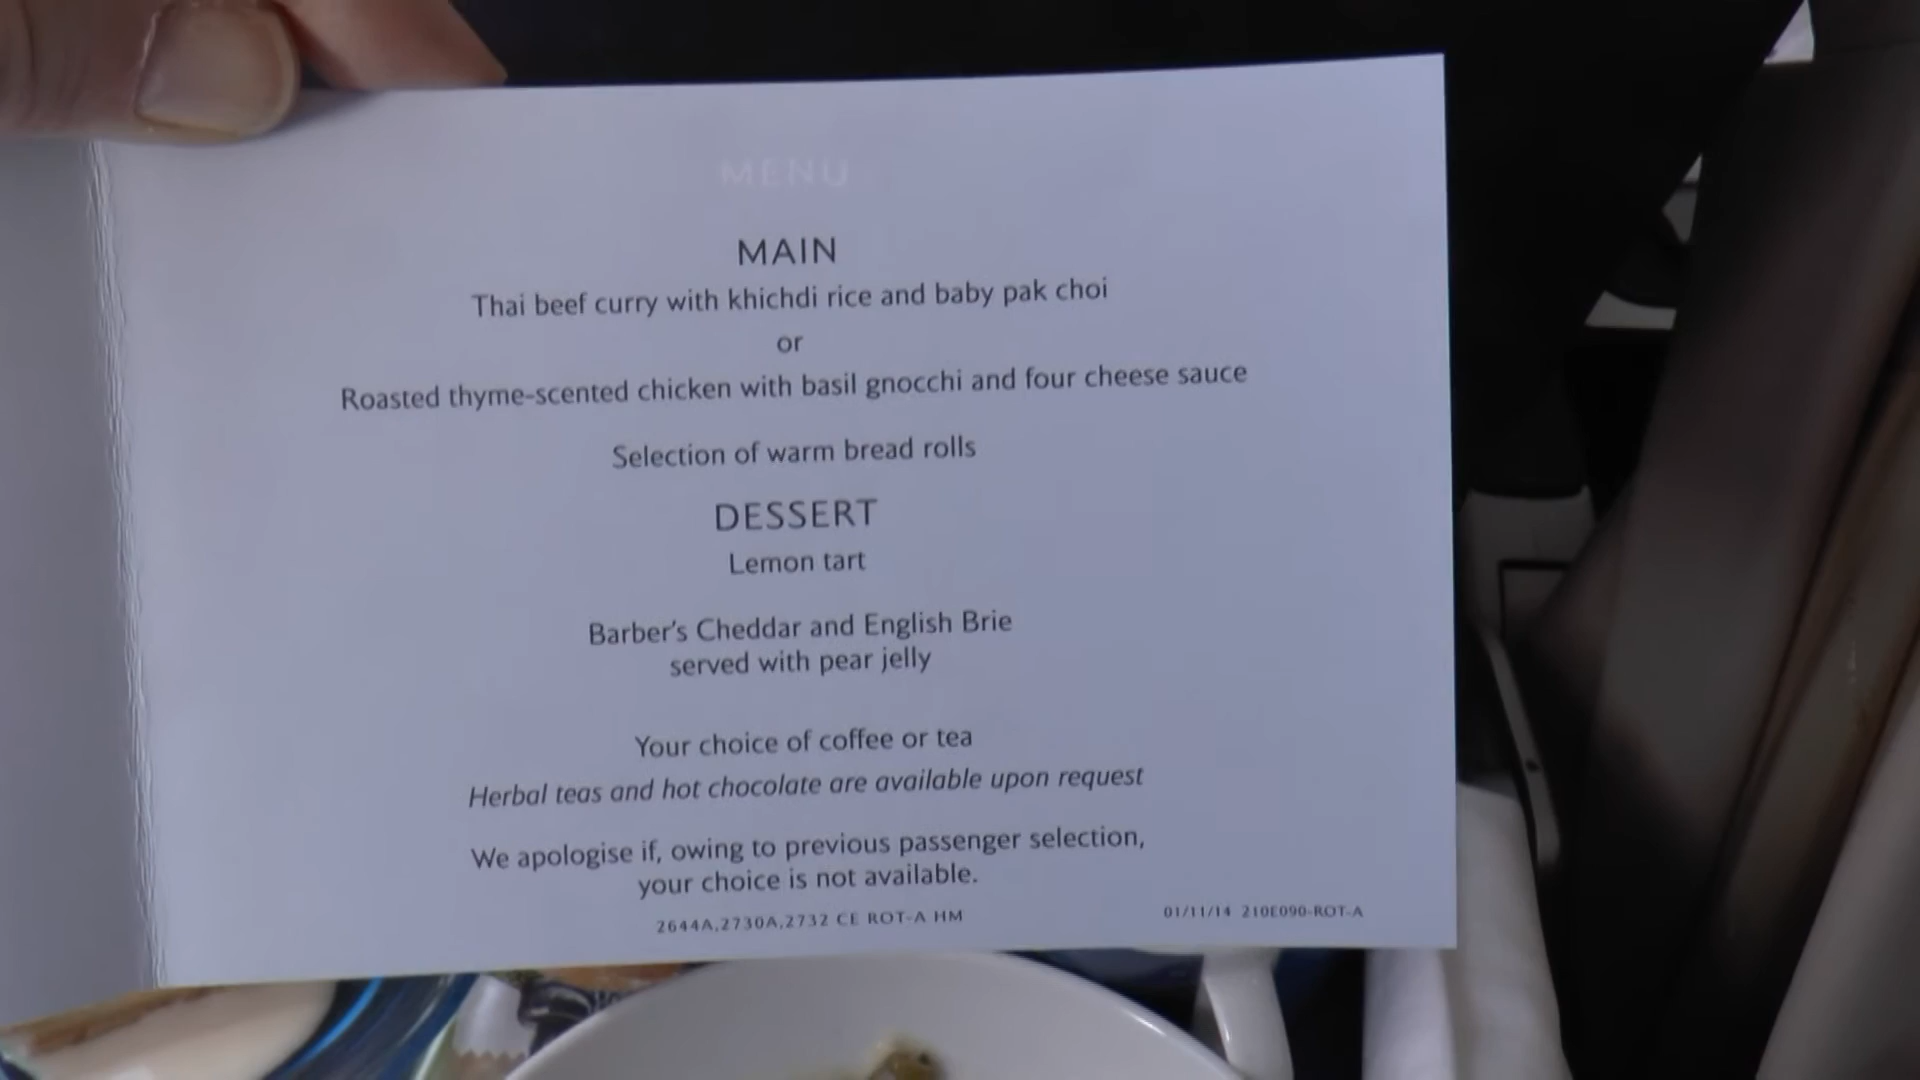 MENU
MAIN
Thai beef curry with khichdi rice and baby pak choi
or
Roasted thyme-scented chicken with basil gnocchi and four cheese sauce
Selection of warm bread rolls
DESSERT
Lemon tart
Barber's Cheddar and English Brie
served with pear jelly
Your choice of coffee or tea
Herbal teas and hot chocolate are available upon request
We apologise if, owing to previous passenger selection,
your choice is not available.
2644A,2730A,2732 CE ROT-A HM
01/11/14 210E090-ROT-A